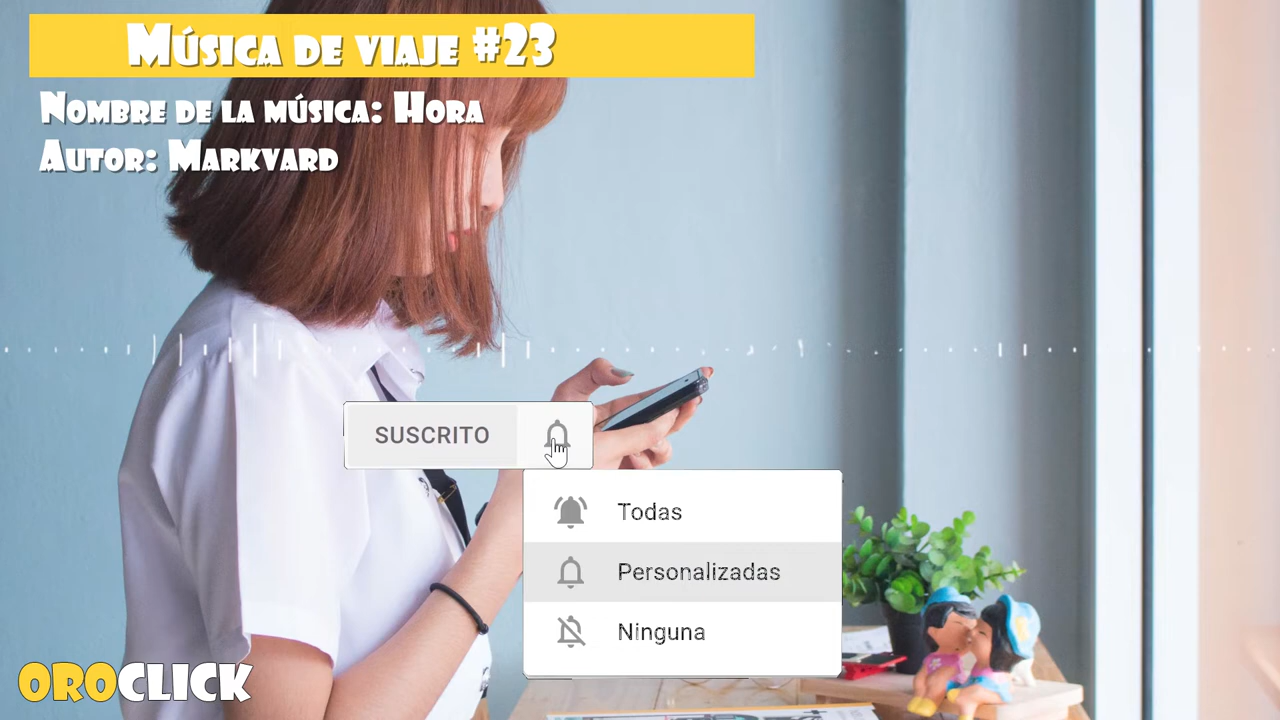 Música de viaje #23
Nombre de la música: Hora
Autor: Markvard
SUSCRITO
Todas
Personalizadas
Ninguna
OROCLICK